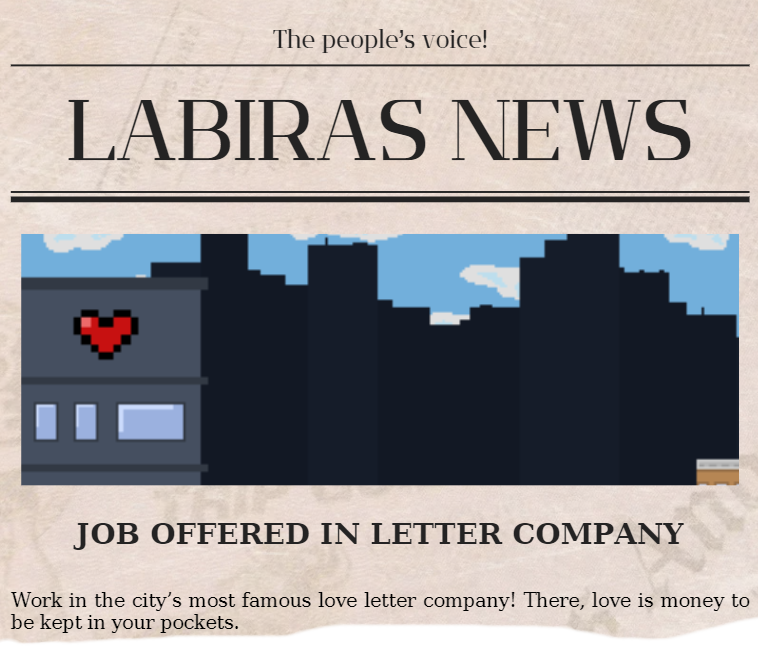 The people's voice!
LABIRAS NEWS
JOB OFFERED IN LETTER COMPANY
Work in the city's most famous love letter company! There, love is money to
be kept in your pockets.